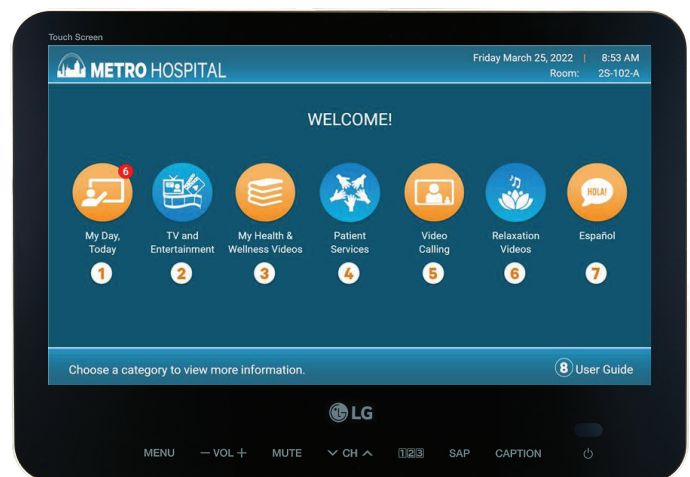 Touch Screen
METRO HOSPITAL
Friday March 25, 2022 | 8:53 AM
Room: 2S-102-A
WELCOME!
6
My Day,
Today
TV and
Entertainment
My Health &
Wellness Videos
Patient
Services
Video
Calling
Relaxation
Videos
HOLA!
Español
1
2
3
4
5
6
7
Choose a category to view more information.
8 User Guide
LG
MENU
— VOL +
MUTE
CH
123
SAP
CAPTION